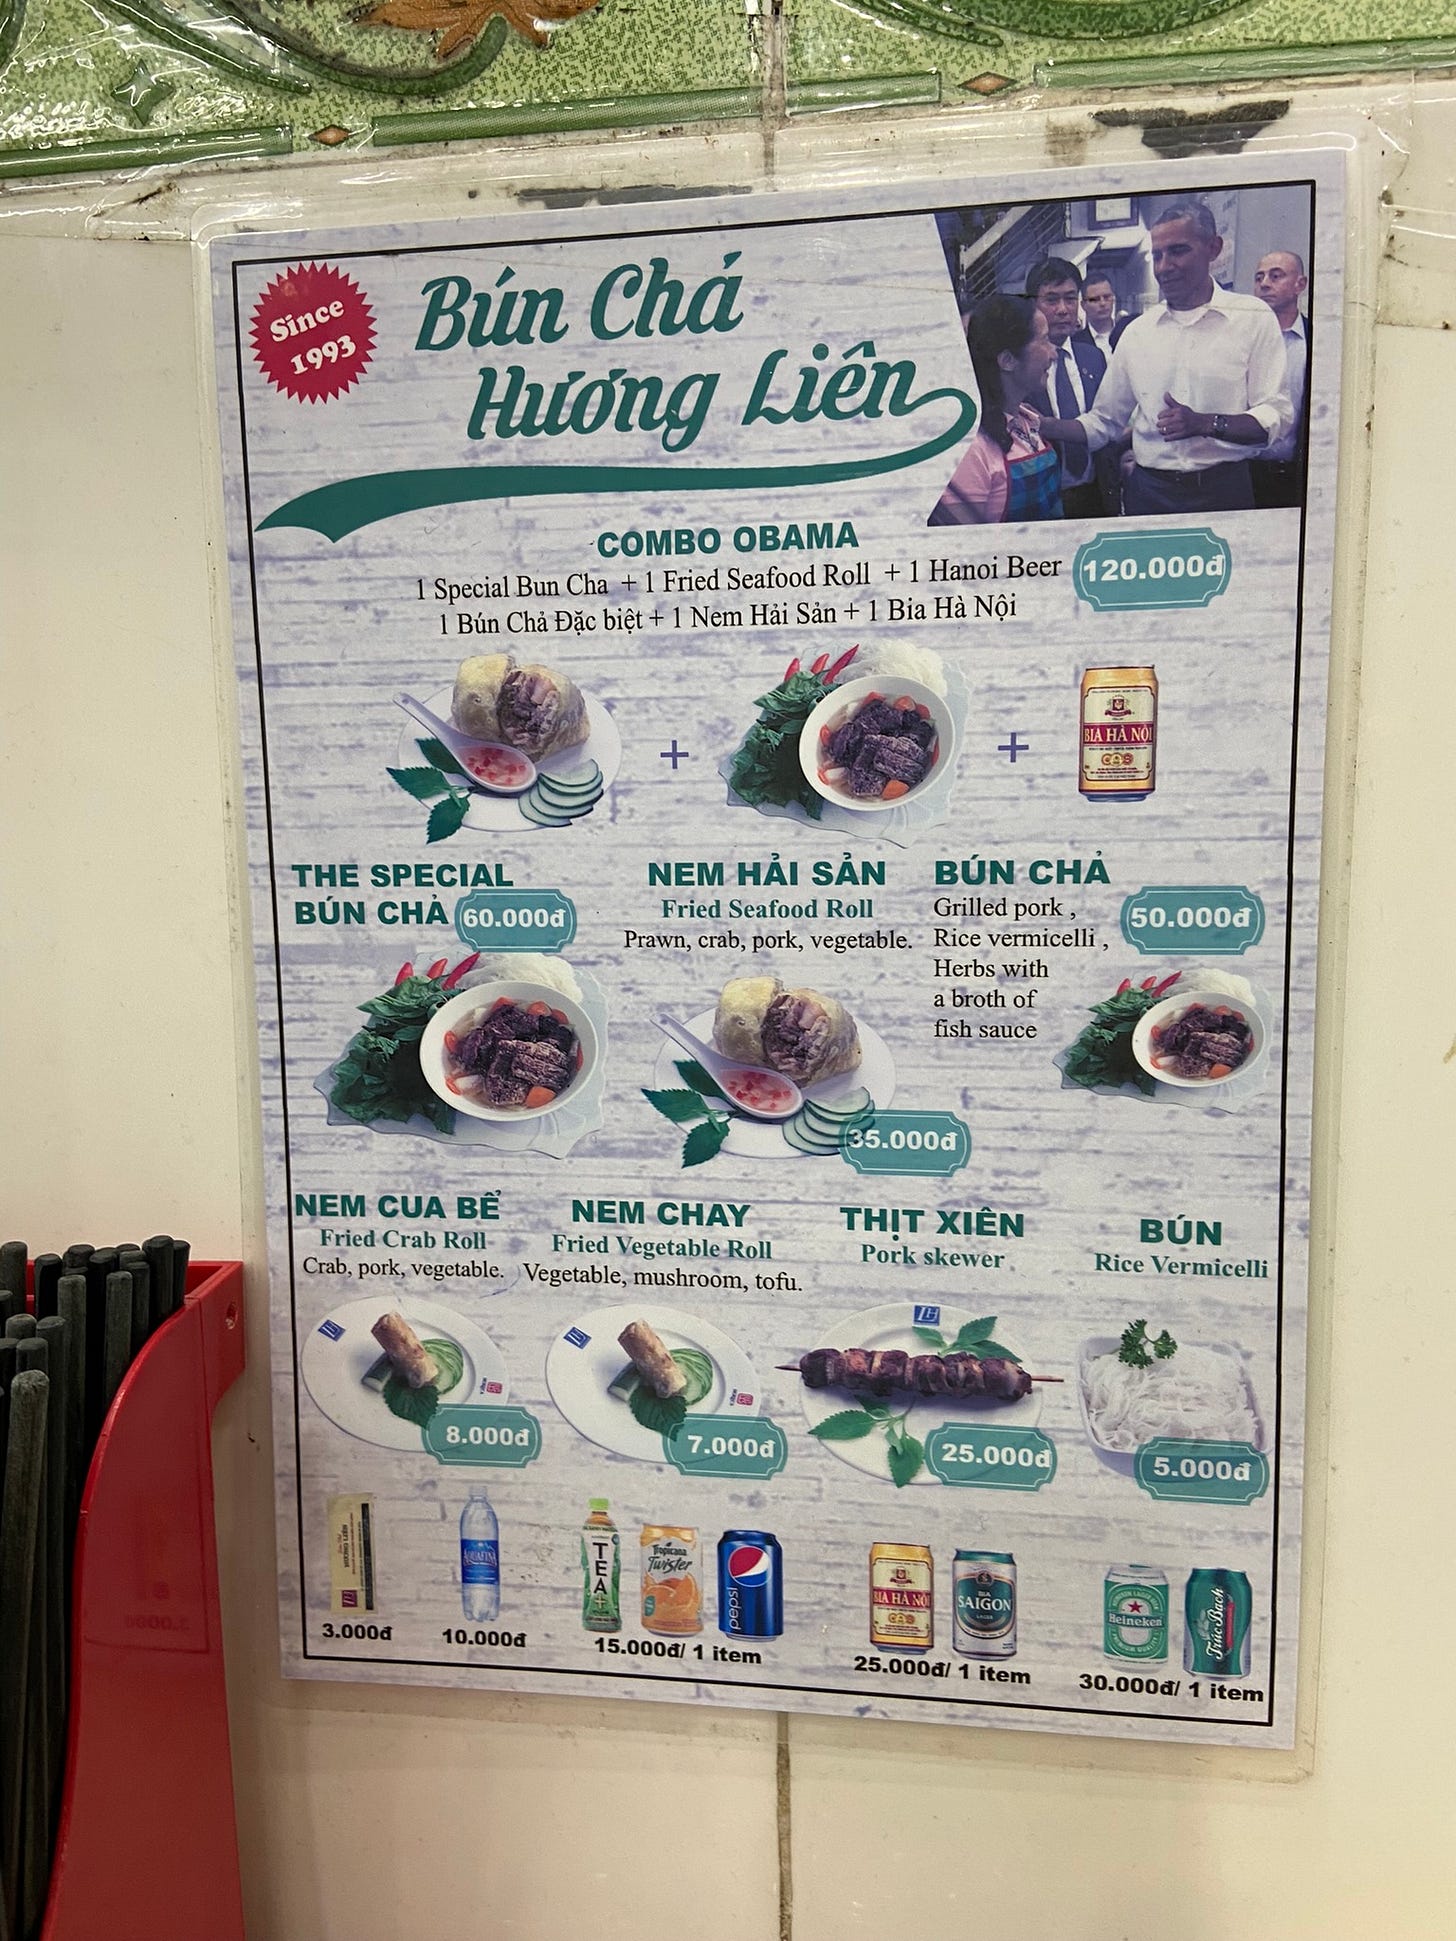 Since
1993
Bún Chả
Hương Liên
COMBO OBAMA
1 Special Bun Cha + 1 Fried Seafood Roll + 1 Hanoi Beer
120.000đ
1 Bún Chả Đặc biệt + 1 Nem Hải Sản + 1 Bia Hà Nội
+
+
BIA HÀ NỘI
THE SPECIAL
BÚN CHẢ
60.000đ
NEM HẢI SẢN
Fried Seafood Roll
Prawn, crab, pork, vegetable.
35.000đ
BÚN CHẢ
Grilled pork ,
Rice vermicelli ,
Herbs with
a broth of
fish sauce
50.000đ
NEM CUA BỂ
Fried Crab Roll
Crab, pork, vegetable.
8.000đ
NEM CHAY
Fried Vegetable Roll
Vegetable, mushroom, tofu.
7.000đ
THỊT XIÊN
Pork skewer
25.000đ
BÚN
Rice Vermicelli
5.000đ
3.000đ
AQUAFINA
10.000đ
TEA+
Tropicana
Twister
pepsi
15.000đ/ 1 item
BIA HÀ NỘI
BIA
SAIGON
LAGER
25.000đ/ 1 item
Heineken
TrúcBạch
30.000đ/ 1 item